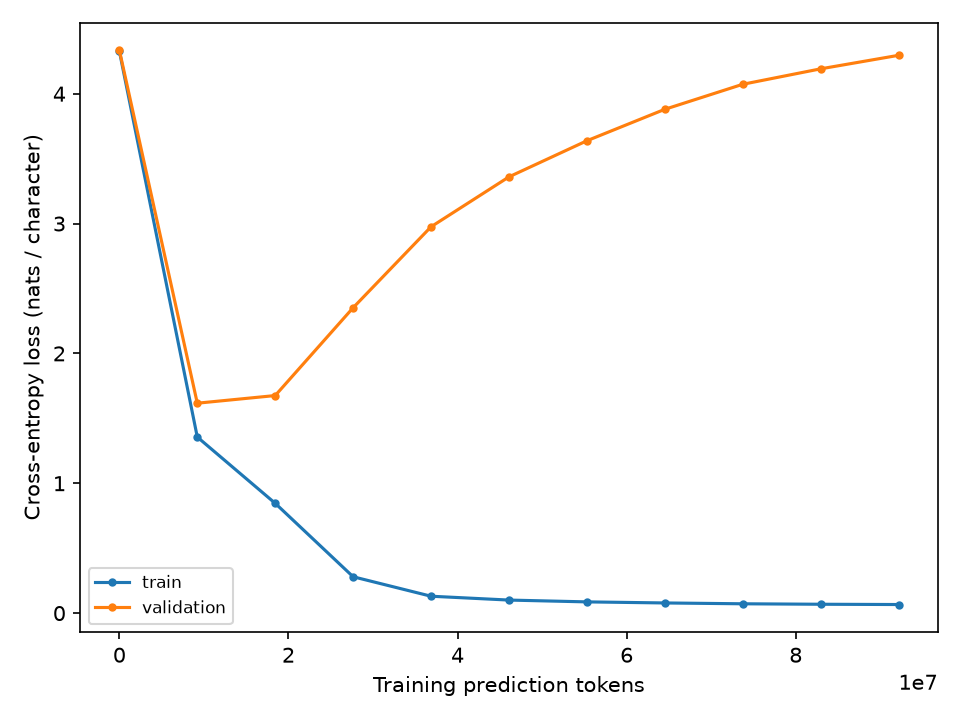 4
3
2
1
0
Cross-entropy loss (nats / character)
train
validation
0 2 4 6 8
1e7
Training prediction tokens